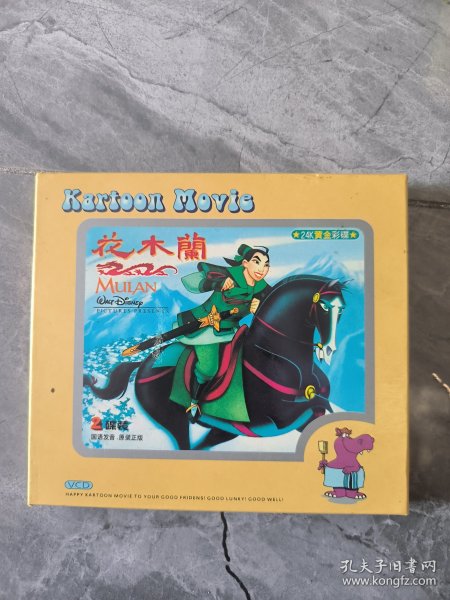 Kartoon Movie
花木蘭
★24K黄金彩碟★
MULAN
WALT DISNEY
PICTURES PRESENTS
2碟装
国语发音 原装正版
VCD
HAPPY KARTOON MOVIE TO YOUR GOOD FRIDENS! GOOD LUNKY! GOOD WELL!
孔夫子旧书网
www.kongfz.com